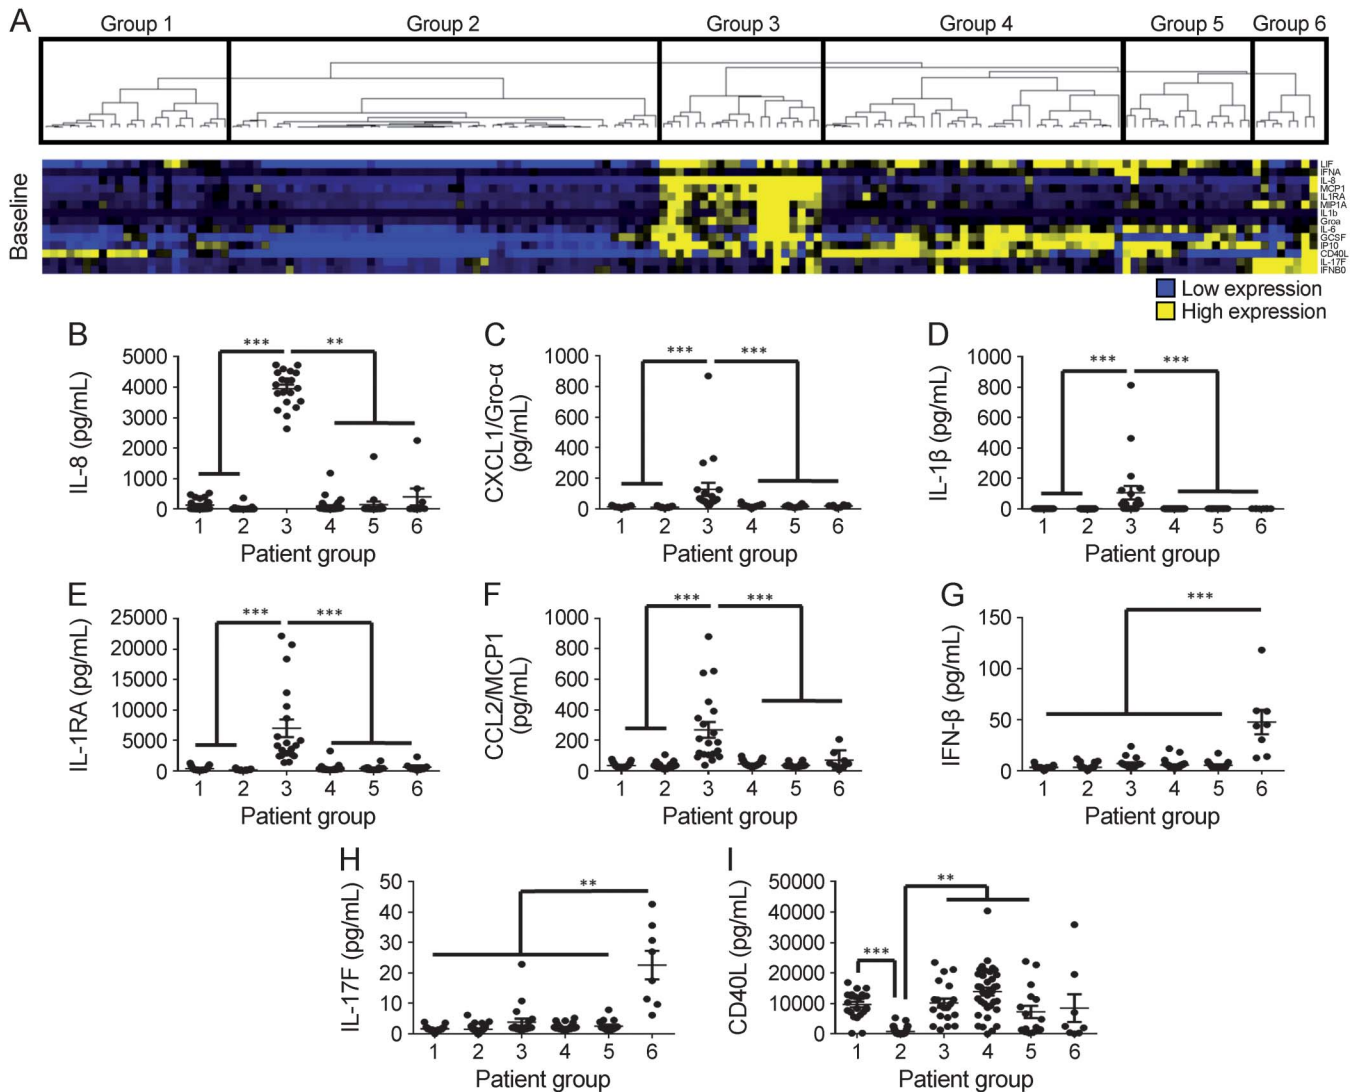 A
Group 1 Group 2 Group 3 Group 4 Group 5 Group 6
Baseline
LIF
IFNA
IL-8
MCP1
IL1RA
MIP1A
IL1b
Groa
IL-6
GCSF
IP10
CD40L
IL-17F
IFNB0
Low expression
High expression
B
IL-8 (pg/mL)
5000
4000
3000
2000
1000
0
*** **
1 2 3 4 5 6
Patient group
C
CXCL1/Gro-α
(pg/mL)
1000
800
600
400
200
0
*** ***
1 2 3 4 5 6
Patient group
D
IL-1β (pg/mL)
1000
800
600
400
200
0
*** ***
1 2 3 4 5 6
Patient group
E
IL-1RA (pg/mL)
25000
20000
15000
10000
5000
0
*** ***
1 2 3 4 5 6
Patient group
F
CCL2/MCP1
(pg/mL)
1000
800
600
400
200
0
*** ***
1 2 3 4 5 6
Patient group
G
IFN-β (pg/mL)
150
100
50
0
***
1 2 3 4 5 6
Patient group
H
IL-17F (pg/mL)
50
40
30
20
10
0
**
1 2 3 4 5 6
Patient group
I
CD40L (pg/mL)
50000
40000
30000
20000
10000
0
*** **
1 2 3 4 5 6
Patient group